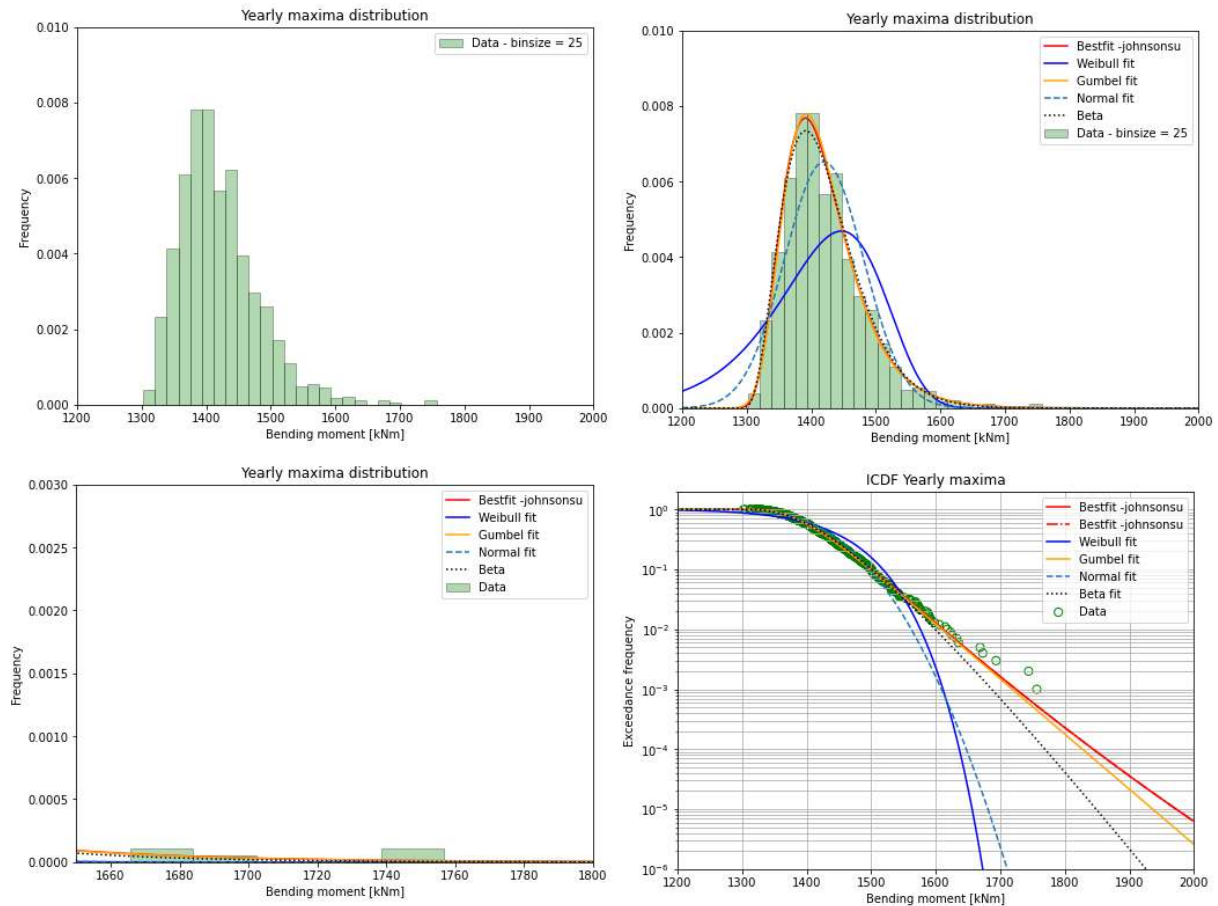 Yearly maxima distribution
Frequency
0.010
0.008
0.006
0.004
0.002
0.000
Data - binsize = 25
1200 1300 1400 1500 1600 1700 1800 1900 2000
Bending moment [kNm]
Yearly maxima distribution
Frequency
0.010
0.008
0.006
0.004
0.002
0.000
Bestfit -johnsonsu
Weibull fit
Gumbel fit
Normal fit
Beta
Data - binsize = 25
1200 1300 1400 1500 1600 1700 1800 1900 2000
Bending moment [kNm]
Yearly maxima distribution
Frequency
0.0030
0.0025
0.0020
0.0015
0.0010
0.0005
0.0000
Bestfit -johnsonsu
Weibull fit
Gumbel fit
Normal fit
Beta
Data
1660 1680 1700 1720 1740 1760 1780 1800
Bending moment [kNm]
ICDF Yearly maxima
Exceedance frequency
10⁰
10⁻¹
10⁻²
10⁻³
10⁻⁴
10⁻⁵
10⁻⁶
Bestfit -johnsonsu
Bestfit -johnsonsu
Weibull fit
Gumbel fit
Normal fit
Beta fit
Data
1200 1300 1400 1500 1600 1700 1800 1900 2000
Bending moment [kNm]